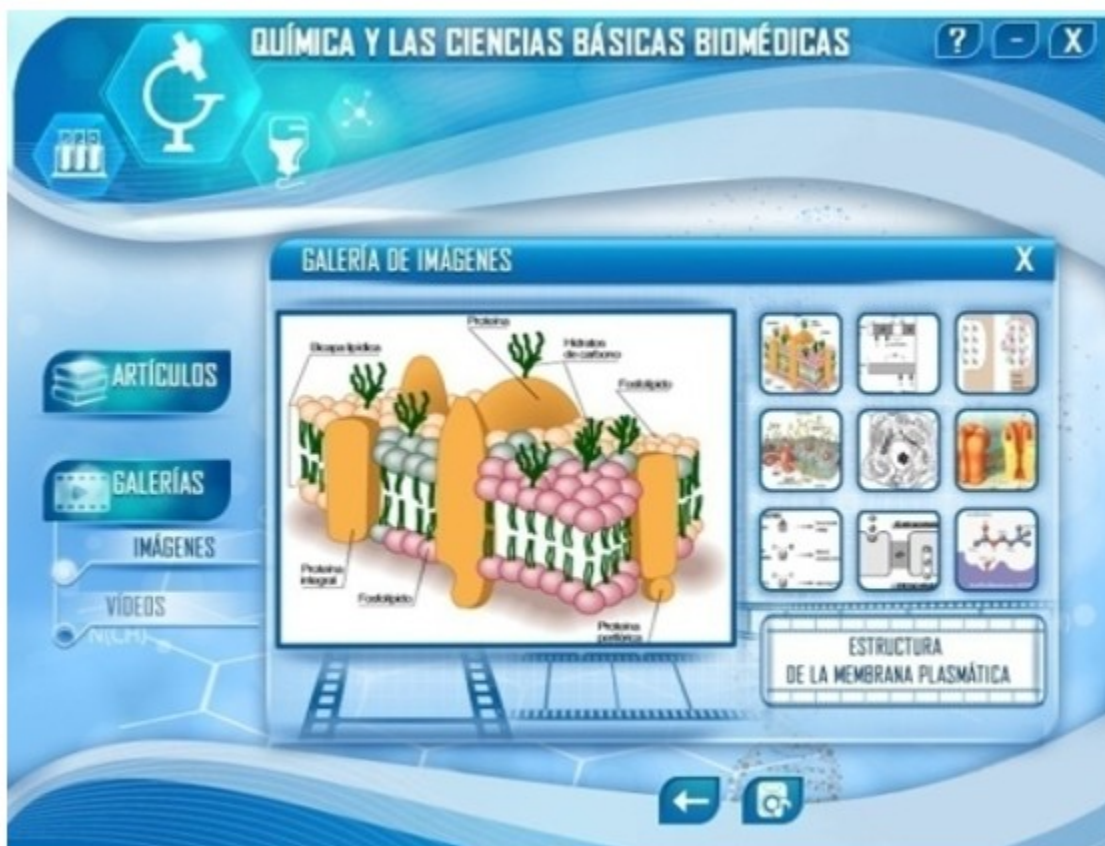 QUÍMICA Y LAS CIENCIAS BÁSICAS BIOMÉDICAS
? - X
GALERÍA DE IMÁGENES X
Proteína
Bicapa lipídica
Hidratos
de carbono
Fosfolípido
Proteína
integral
Fosfolípido
Proteína
periférica
ARTÍCULOS
GALERÍAS
IMÁGENES
VÍDEOS
N(CH)
ESTRUCTURA
DE LA MEMBRANA PLASMÁTICA